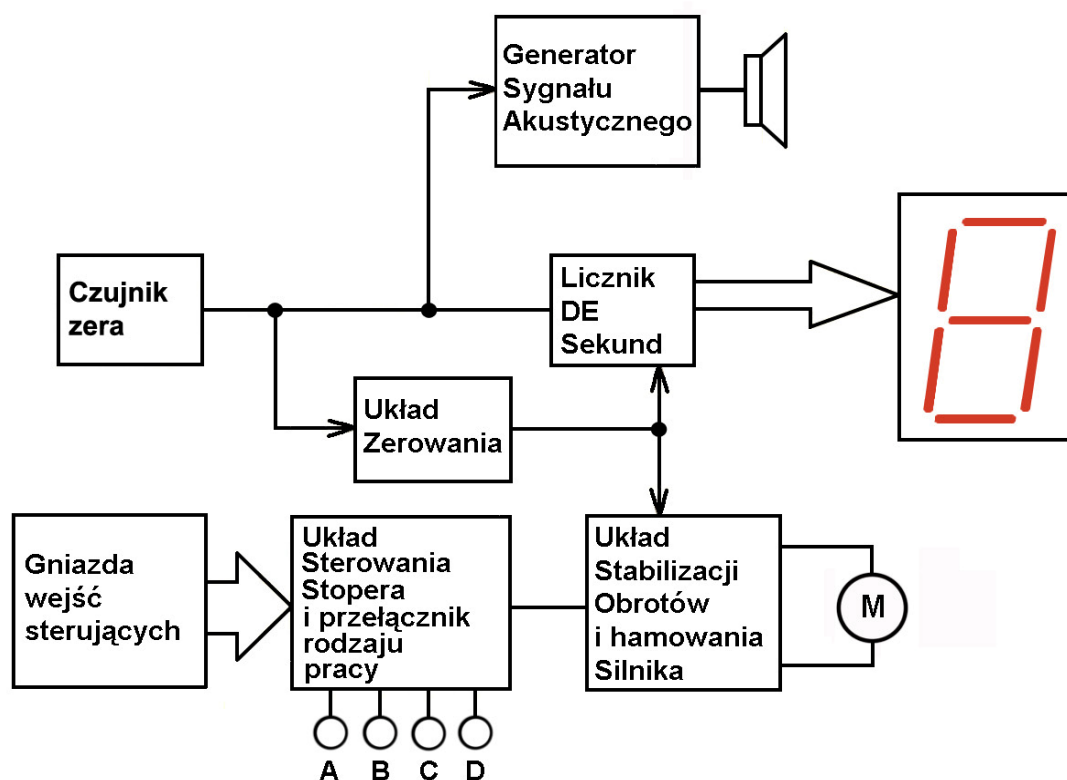 Generator
Sygnału
Akustycznego
Czujnik
zera
Licznik
DE
Sekund
Układ
Zerowania
Gniazda
wejść
sterujących
Układ
Sterowania
Stopera
i przełącznik
rodzaju
pracy
A B C D
Układ
Stabilizacji
Obrotów
i hamowania
Silnika
M